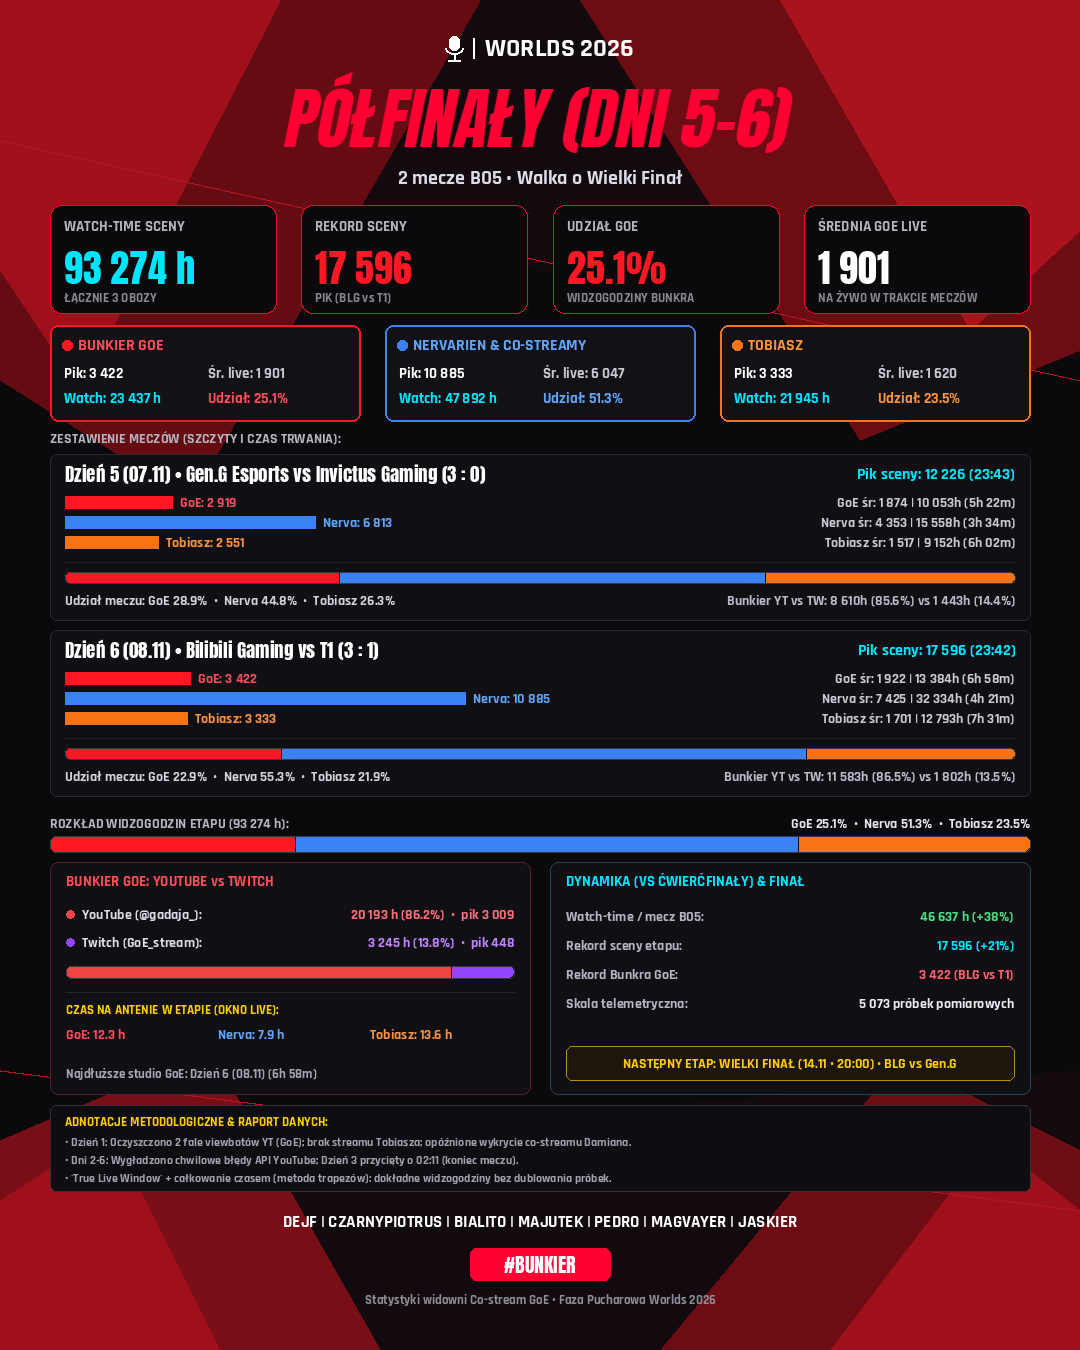 | WORLDS 2026
PÓŁFINAŁY (DNI 5-6)
2 mecze BO5 • Walka o Wielki Finał
WATCH-TIME SCENY
93 274 h
ŁĄCZNIE 3 OBOZY
REKORD SCENY
17 596
PIK (BLG vs T1)
UDZIAŁ GOE
25.1%
WIDZOGODZINY BUNKRA
ŚREDNIA GOE LIVE
1 901
NA ŻYWO W TRAKCIE MECZÓW
BUNKIER GOE
Pik: 3 422 Śr. live: 1 901
Watch: 23 437 h Udział: 25.1%
NERVARIEN & CO-STREAMY
Pik: 10 885 Śr. live: 6 047
Watch: 47 892 h Udział: 51.3%
TOBIASZ
Pik: 3 333 Śr. live: 1 620
Watch: 21 945 h Udział: 23.5%
ZESTAWIENIE MECZÓW (SZCZYTY I CZAS TRWANIA):
Dzień 5 (07.11) • Gen.G Esports vs Invictus Gaming (3 : 0) Pik sceny: 12 226 (23:43)
GoE: 2 919 GoE śr: 1 874 | 10 053h (5h 22m)
Nerva: 6 813 Nerva śr: 4 353 | 15 558h (3h 34m)
Tobiasz: 2 551 Tobiasz śr: 1 517 | 9 152h (6h 02m)
Udział meczu: GoE 28.9% • Nerva 44.8% • Tobiasz 26.3% Bunkier YT vs TW: 8 610h (85.6%) vs 1 443h (14.4%)
Dzień 6 (08.11) • Bilibili Gaming vs T1 (3 : 1) Pik sceny: 17 596 (23:42)
GoE: 3 422 GoE śr: 1 922 | 13 384h (6h 58m)
Nerva: 10 885 Nerva śr: 7 425 | 32 334h (4h 21m)
Tobiasz: 3 333 Tobiasz śr: 1 701 | 12 793h (7h 31m)
Udział meczu: GoE 22.9% • Nerva 55.3% • Tobiasz 21.9% Bunkier YT vs TW: 11 583h (86.5%) vs 1 802h (13.5%)
ROZKŁAD WIDZOGODZIN ETAPU (93 274 h): GoE 25.1% • Nerva 51.3% • Tobiasz 23.5%
BUNKIER GOE: YOUTUBE vs TWITCH
YouTube (@gadaja_): 20 193 h (86.2%) • pik 3 009
Twitch (GoE_stream): 3 245 h (13.8%) • pik 448
CZAS NA ANTENIE W ETAPIE (OKNO LIVE):
GoE: 12.3 h Nerva: 7.9 h Tobiasz: 13.6 h
Najdłuższe studio GoE: Dzień 6 (08.11) (6h 58m)
DYNAMIKA (VS ĆWIERĆFINAŁY) & FINAŁ
Watch-time / mecz BO5: 46 637 h (+38%)
Rekord sceny etapu: 17 596 (+21%)
Rekord Bunkra GoE: 3 422 (BLG vs T1)
Skala telemetryczna: 5 073 próbek pomiarowych
NASTĘPNY ETAP: WIELKI FINAŁ (14.11 • 20:00) • BLG vs Gen.G
ADNOTACJE METODOLOGICZNE & RAPORT DANYCH:
• Dzień 1: Oczyszczono 2 fale viewbotów YT (GoE); brak streamu Tobiasza; opóźnione wykrycie co-streamu Damiana.
• Dni 2-6: Wygładzono chwilowe błędy API YouTube; Dzień 3 przycięty o 02:11 (koniec meczu).
• 'True Live Window' + całkowanie czasem (metoda trapezów): dokładne widzogodziny bez dublowania próbek.
DEJF | CZARNYPIOTRUS | BIALITO | MAJUTEK | PEDRO | MAGVAYER | JASKIER
#BUNKIER
Statystyki widowni Co-stream GoE • Faza Pucharowa Worlds 2026